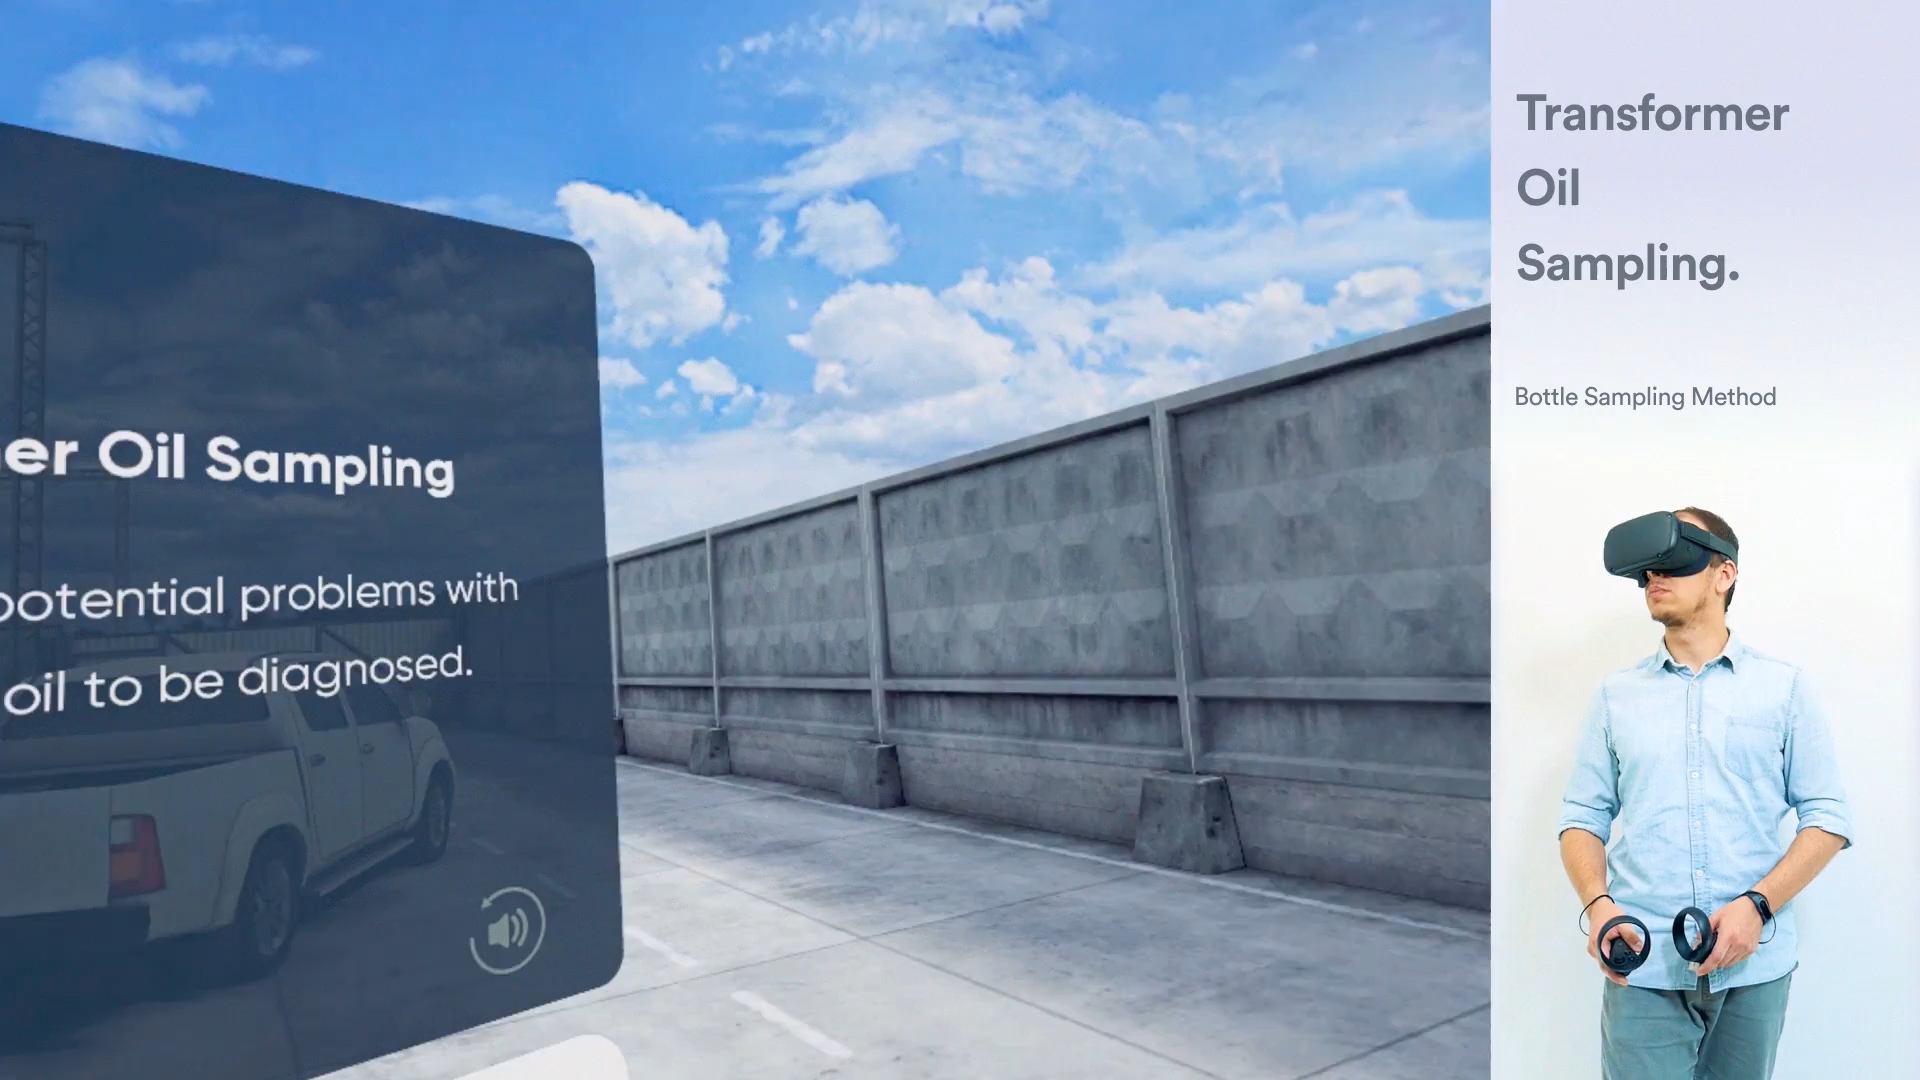 er Oil Sampling
potential problems with
oil to be diagnosed.
Transformer
Oil
Sampling.
Bottle Sampling Method